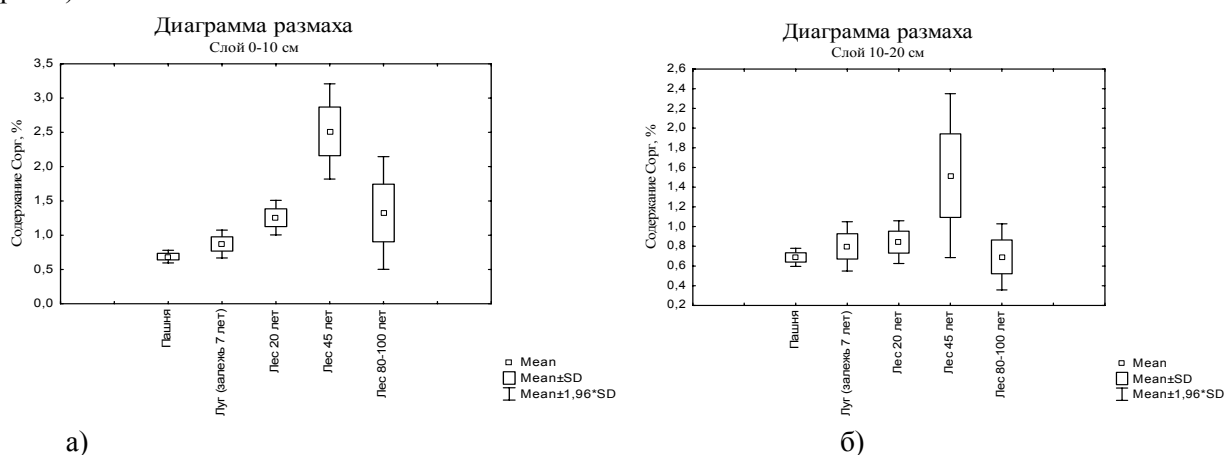 Диаграмма размаха
Слой 0-10 см
3,5
3,0
2,5
2,0
1,5
1,0
0,5
0,0
Содержание Сорг, %
Пашня
Луг (залежь 7 лет)
Лес 20 лет
Лес 45 лет
Лес 80-100 лет
Mean
Mean±SD
Mean±1,96*SD
а)
Диаграмма размаха
Слой 10-20 см
2,6
2,4
2,2
2,0
1,8
1,6
1,4
1,2
1,0
0,8
0,6
0,4
0,2
Содержание Сорг, %
Пашня
Луг (залежь 7 лет)
Лес 20 лет
Лес 45 лет
Лес 80-100 лет
Mean
Mean±SD
Mean±1,96*SD
б)